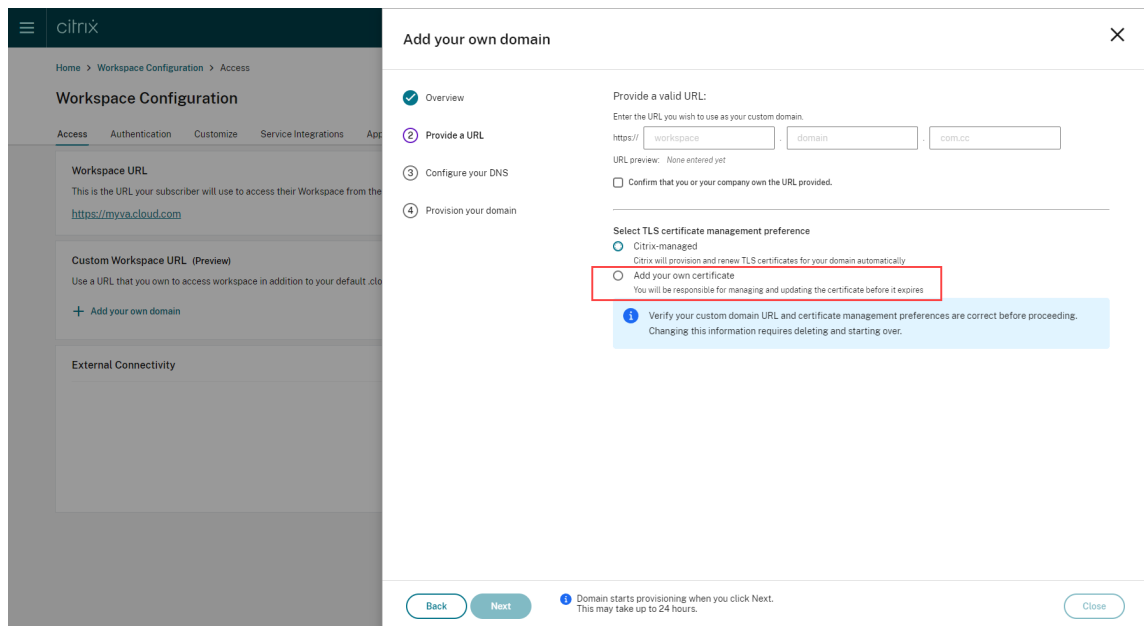 citrix
Home > Workspace Configuration > Access
Workspace Configuration
Access Authentication Customize Service Integrations App
Workspace URL
This is the URL your subscriber will use to access their Workspace from the
https://myva.cloud.com
Custom Workspace URL (Preview)
Use a URL that you own to access workspace in addition to your default .clo
+ Add your own domain
External Connectivity
Add your own domain
Overview
2 Provide a URL
3 Configure your DNS
4 Provision your domain
Provide a valid URL:
Enter the URL you wish to use as your custom domain.
https:// workspace . domain . com.cc
URL preview: None entered yet
Confirm that you or your company own the URL provided.
Select TLS certificate management preference
Citrix-managed
Citrix will provision and renew TLS certificates for your domain automatically
Add your own certificate
You will be responsible for managing and updating the certificate before it expires
Verify your custom domain URL and certificate management preferences are correct before proceeding.
Changing this information requires deleting and starting over.
Back Next
Domain starts provisioning when you click Next.
This may take up to 24 hours.
Close